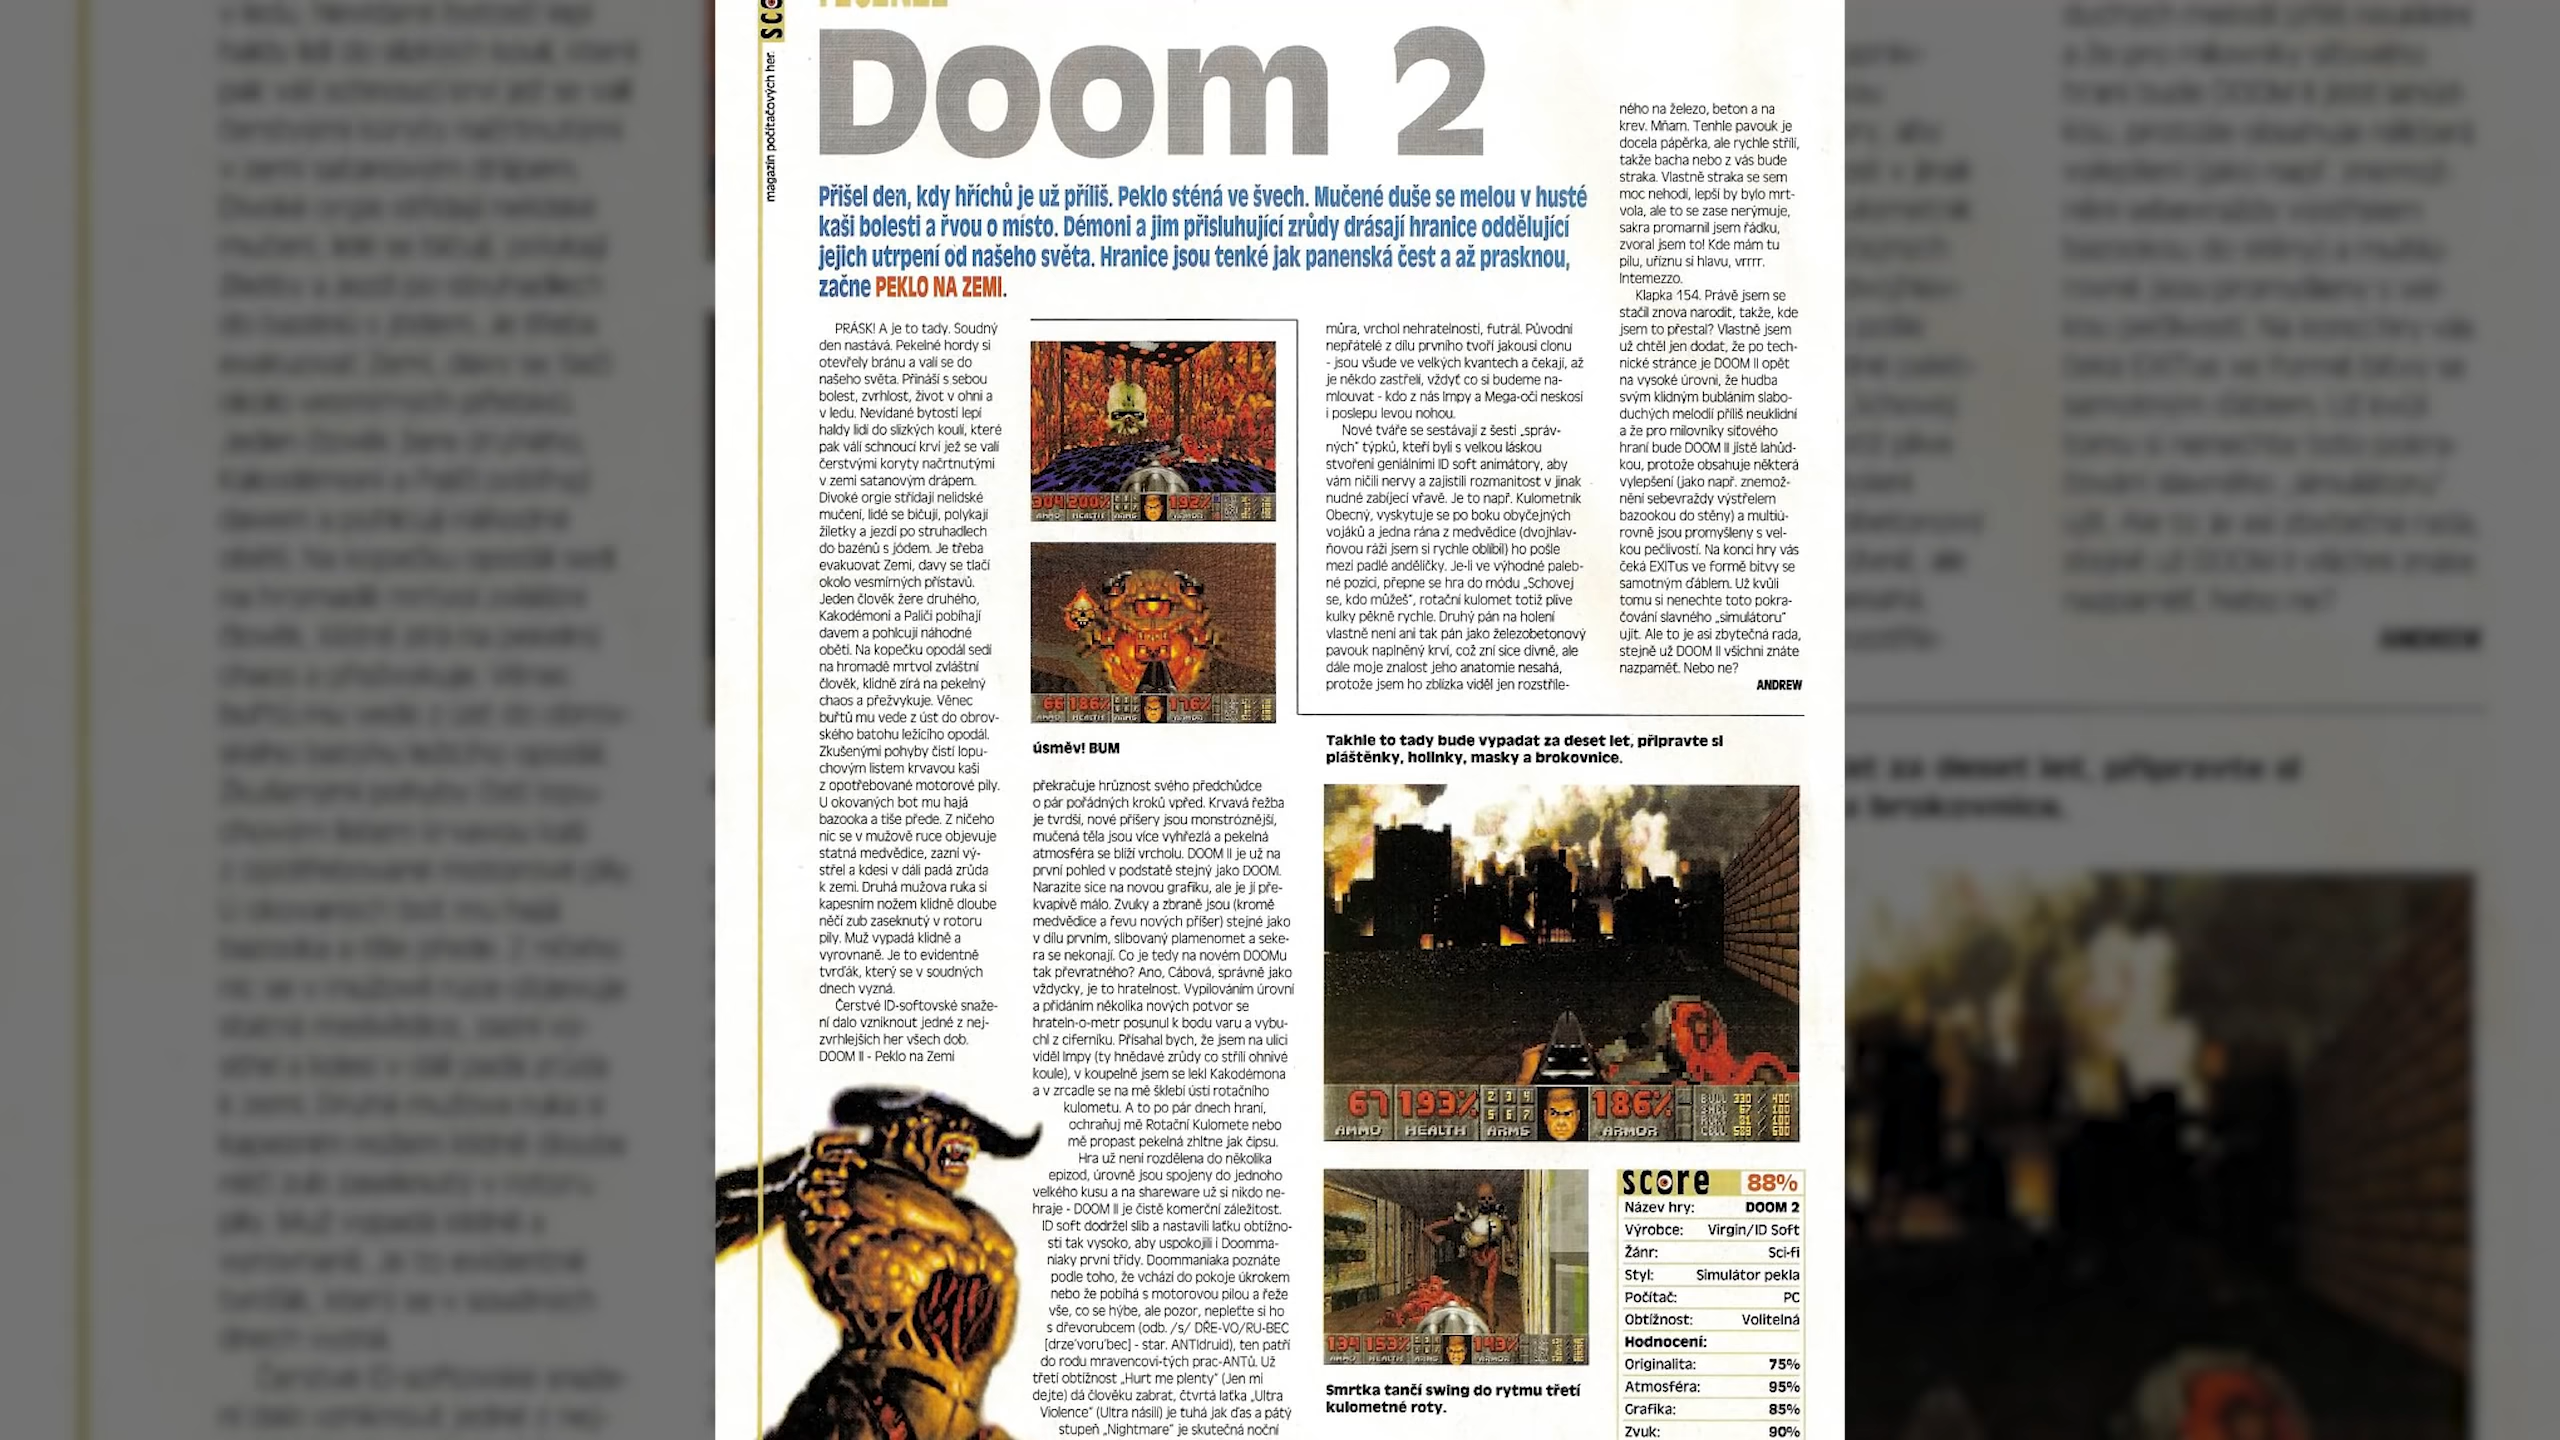 magazín počítačových her.
Doom 2
Přišel den, kdy hříchů je už příliš. Peklo sténá ve švech. Mučené duše se melou v husté
kaši bolesti a řvou o místo. Démoni a jim přisluhující zrůdy drásají hranice oddělující
jejich utrpení od našeho světa. Hranice jsou tenké jak panenská čest a až prasknou,
začne PEKLO NA ZEMI.
PRÁSK! A je to tady. Soudný
den nastává. Pekelné hordy si
otevřely bránu a valí se do
našeho světa. Přináší s sebou
bolest, zvrhlost, život v ohni a
v ledu. Nevídané bytosti lepí
haldy lidí do slizkých koulí, které
pak válí schnoucí krví jež se valí
čerstvými koryty načrtnutými
v zemi satanovým drápem.
Divoké orgie střídají nelidské
mučení, lidé se bičují, polykají
žiletky a jezdí po struhadlech
do bazénů s jódem. Je třeba
evakuovat Zemi, davy se tlačí
okolo vesmírných přístavů.
Jeden člověk žere druhého,
Kakodémoni a Paliči pobíhají
davem a pohlcují náhodné
oběti. Na kopečku opodál sedí
na hromadě mrtvol zvláštní
člověk, klidně zírá na pekelný
chaos a přežvykuje. Věnec
buřtů mu vede z úst do obrov-
ského batohu ležícího opodál.
Zkušenými pohyby čistí lopu-
chovým listem krvavou kaši
z opotřebované motorové pily.
U okovaných bot mu hajá
bazooka a tiše přede. Z ničeho
nic se v mužově ruce objevuje
statná medvědice, zazní vý-
střel a kdesi v dáli padá zrůda
k zemi. Druhá mužova ruka si
kapesním nožem klidně dloube
něčí zub zaseknutý v rotoru
pily. Muž vypadá klidně a
vyrovnaně. Je to evidentně
tvrďák, který se v soudných
dnech vyzná.
Čerstvé ID-softovské snaže-
ní dalo vzniknout jedné z nej-
zvrhlejších her všech dob.
DOOM II - Peklo na Zemi
úsměv! BUM
překračuje hrůznost svého předchůdce
o pár pořádných kroků vpřed. Krvavá řežba
je tvrdší, nové příšery jsou monstróznější,
mučená těla jsou více vyhřezlá a pekelná
atmosféra se blíží vrcholu. DOOM II je už na
první pohled v podstatě stejný jako DOOM.
Narazíte sice na novou grafiku, ale je jí pře-
kvapivě málo. Zvuky a zbraně jsou (kromě
medvědice a řevu nových příšer) stejné jako
v dílu prvním, slibovaný plamenomet a seke-
ra se nekonají. Co je tedy na novém DOOMu
tak převratného? Ano, Cábová, správně jako
vždycky, je to hratelnost. Vypilováním úrovní
a přidáním několika nových potvor se
hrateln-o-metr posunul k bodu varu a vybu-
chl z ciferníku. Přísahal bych, že jsem na ulici
viděl Impy (ty hnědavé zrůdy co střílí ohnivé
koule), v koupelně jsem se lekl Kakodémona
a v zrcadle se na mě šklebí ústí rotačního
kulometu. A to po pár dnech hraní,
ochraňuj mě Rotační Kulomete nebo
mě propast pekelná zhltne jak čipsu.
Hra už není rozdělena do několika
epizod, úrovně jsou spojeny do jednoho
velkého kusu a na shareware už si nikdo ne-
hraje - DOOM II je čistě komerční záležitost.
ID soft dodržel slib a nastavili laťku obtížno-
sti tak vysoko, aby uspokojili i Doomma-
niaky první třídy. Doommaniaka poznáte
podle toho, že vchází do pokoje úkrokem
nebo že pobíhá s motorovou pilou a řeže
vše, co se hýbe, ale pozor, nepleťte si ho
s dřevorubcem (odb. /s/ DŘE-VO/RU-BEC
[drze'voru'bec] - star. ANTIdruid), ten patří
do rodu mravencovi-tých prac-ANTů. Už
třetí obtížnost „Hurt me plenty" (Jen mi
dejte) dá člověku zabrat, čtvrtá laťka „Ultra
Violence" (Ultra násilí) je tuhá jak ďas a pátý
stupeň „Nightmare" je skutečná noční
můra, vrchol nehratelnosti, futrál. Původní
nepřátelé z dílu prvního tvoří jakousi clonu
- jsou všude ve velkých kvantech a čekají, až
je někdo zastřelí, vždyť co si budeme na-
mlouvat - kdo z nás Impy a Mega-oči neskosí
i poslepu levou nohou.
Nové tváře se sestávají z šesti „správ-
ných" týpků, kteří byli s velkou láskou
stvořeni geniálními ID soft animátory, aby
vám ničili nervy a zajistili rozmanitost v jinak
nudné zabíjecí vřavě. Je to např. Kulometník
Obecný, vyskytuje se po boku obyčejných
vojáků a jedna rána z medvědice (dvojhlav-
ňovou ráži jsem si rychle oblíbil) ho pošle
mezi padlé andělíčky. Je-li ve výhodné paleb-
né pozici, přepne se hra do módu „Schovej
se, kdo můžeš", rotační kulomet totiž plive
kulky pěkně rychle. Druhý pán na holení
vlastně není ani tak pán jako železobetonový
pavouk naplněný krví, což zní sice divně, ale
dále moje znalost jeho anatomie nesahá,
protože jsem ho zblízka viděl jen rozstříle-
ného na železo, beton a na
krev. Mňam. Tenhle pavouk je
docela pápěrka, ale rychle střílí,
takže bacha nebo z vás bude
straka. Vlastně straka se sem
moc nehodí, lepší by bylo mrt-
vola, ale to se zase nerýmuje,
sakra promarnil jsem řádku,
zvoral jsem to! Kde mám tu
pilu, uříznu si hlavu, vrrrr.
Intemezzo.
Klapka 154. Právě jsem se
stačil znova narodit, takže, kde
jsem to přestal? Vlastně jsem
už chtěl jen dodat, že po tech-
nické stránce je DOOM II opět
na vysoké úrovni, že hudba
svým klidným bubláním slabo-
duchých melodií příliš neuklidní
a že pro milovníky síťového
hraní bude DOOM II jistě lahůd-
kou, protože obsahuje některá
vylepšení (jako např. znemož-
nění sebevraždy výstřelem
bazookou do stěny) a multiú-
rovně jsou promyšleny s vel-
kou pečlivostí. Na konci hry vás
čeká EXITus ve formě bitvy se
samotným ďáblem. Už kvůli
tomu si nenechte toto pokra-
čování slavného „simulátoru"
ujít. Ale to je asi zbytečná rada,
stejně už DOOM II všichni znáte
nazpaměť. Nebo ne?
ANDREW
Takhle to tady bude vypadat za deset let, připravte si
pláštěnky, holínky, masky a brokovnice.
67 193% 186%
AMMO HEALTH ARMS ARMOR
Smrtka tančí swing do rytmu třetí
kulometné roty.
score 88%
Název hry: DOOM 2
Výrobce: Virgin/ID Soft
Žánr: Sci-fi
Styl: Simulátor pekla
Počítač: PC
Obtížnost: Volitelná
Hodnocení:
Originalita: 75%
Atmosféra: 95%
Grafika: 85%
Zvuk: 90%